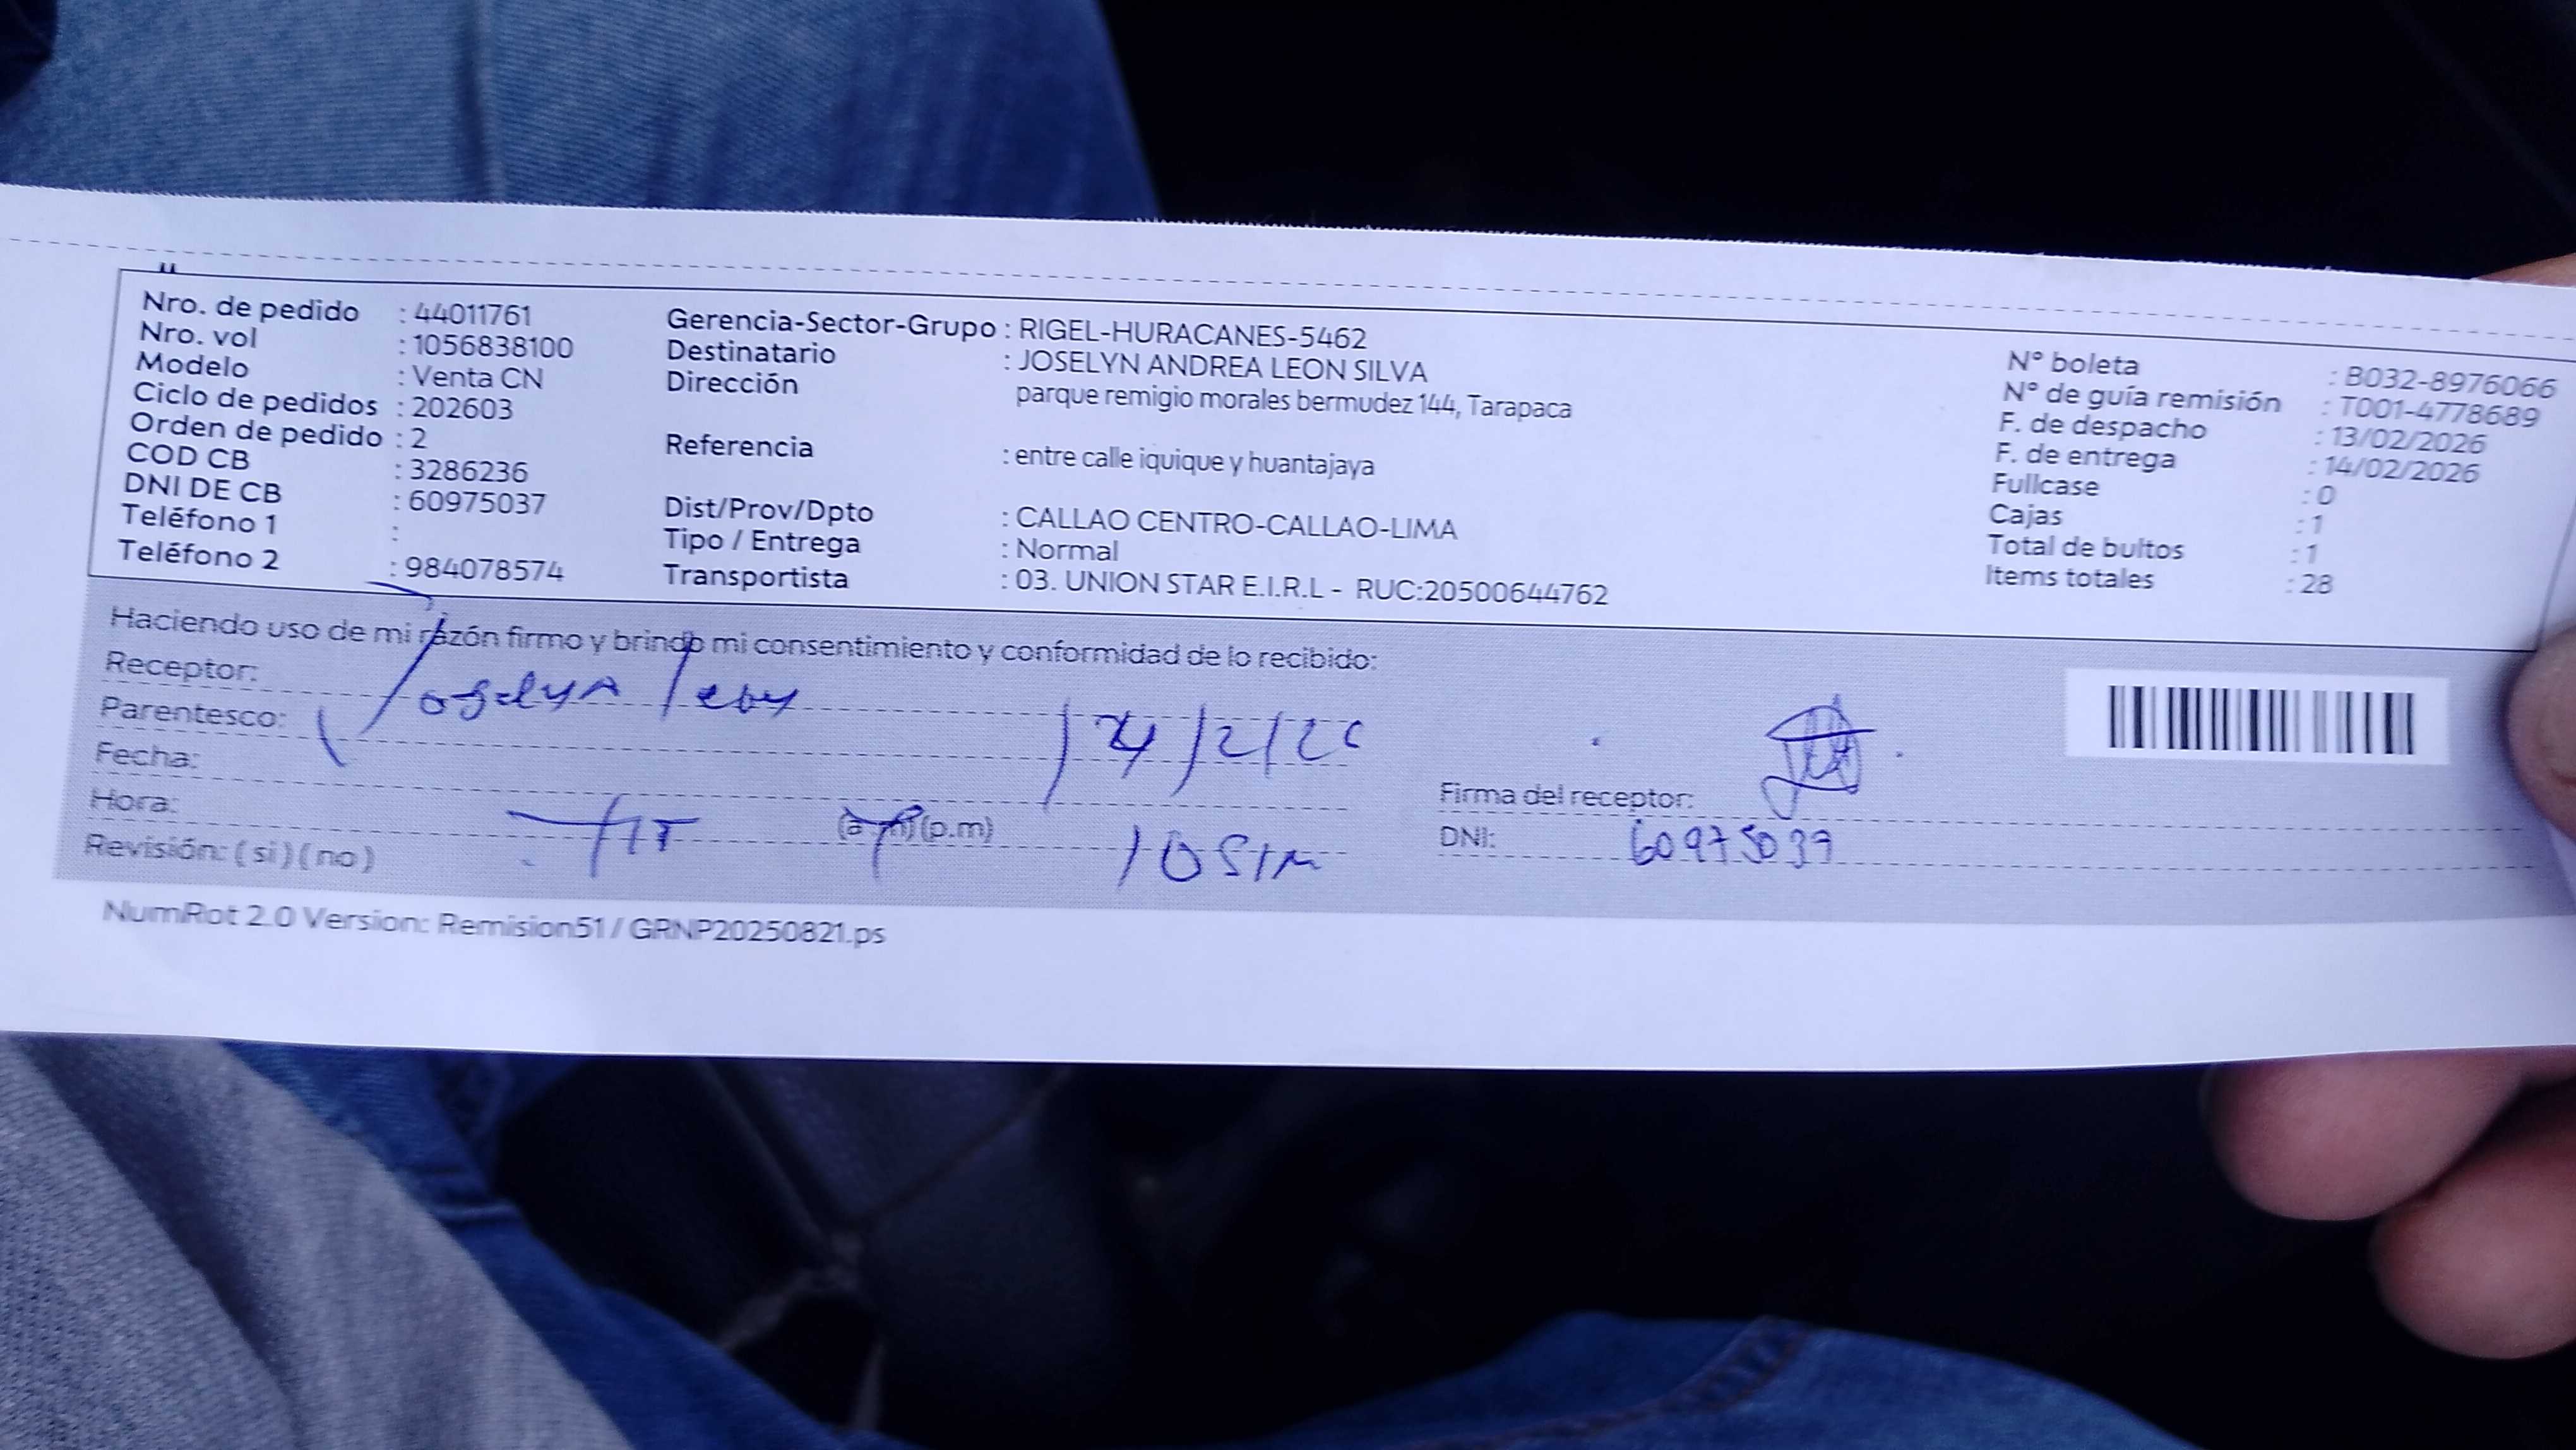 Nro. de pedido : 44011761
Nro. vol : 1056838100
Modelo : Venta CN
Ciclo de pedidos : 202603
Orden de pedido : 2
COD CB : 3286236
DNI DE CB : 60975037
Teléfono 1 :
Teléfono 2 : 984078574
Gerencia-Sector-Grupo : RIGEL-HURACANES-5462
Destinatario : JOSELYN ANDREA LEON SILVA
Dirección parque remigio morales bermudez 144, Tarapaca
Referencia : entre calle iquique y huantajaya
Dist/Prov/Dpto : CALLAO CENTRO-CALLAO-LIMA
Tipo / Entrega : Normal
Transportista : 03. UNION STAR E.I.R.L - RUC:20500644762
N° boleta : B032-8976066
N° de guía remisión : T001-4778689
F. de despacho : 13/02/2026
F. de entrega : 14/02/2026
Fullcase : 0
Cajas : 1
Total de bultos : 1
Items totales : 28
Haciendo uso de mi razón firmo y brindo mi consentimiento y conformidad de lo recibido:
Receptor: Joselyn Leon
Parentesco:
Fecha:
Hora: (a.m)(p.m)
Revisión: (si)(no)
Firma del receptor:
DNI: 60975037
NumRot 2.0 Version: Remision51 / GRNP20250821.ps